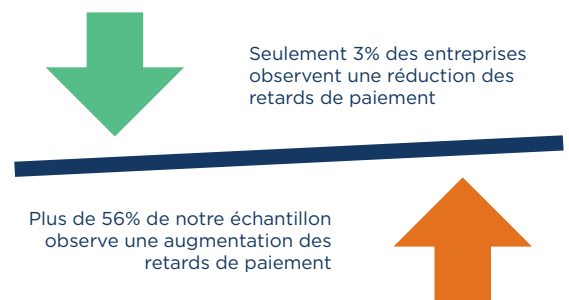 Seulement 3% des entreprises
observent une réduction des
retards de paiement
Plus de 56% de notre échantillon
observe une augmentation des
retards de paiement